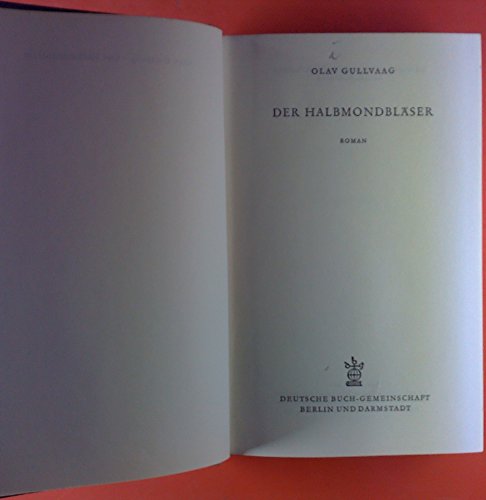 OLAV GULLVAAG
DER HALBMONDBLÄSER
ROMAN
DEUTSCHE BUCH-GEMEINSCHAFT
BERLIN UND DARMSTADT